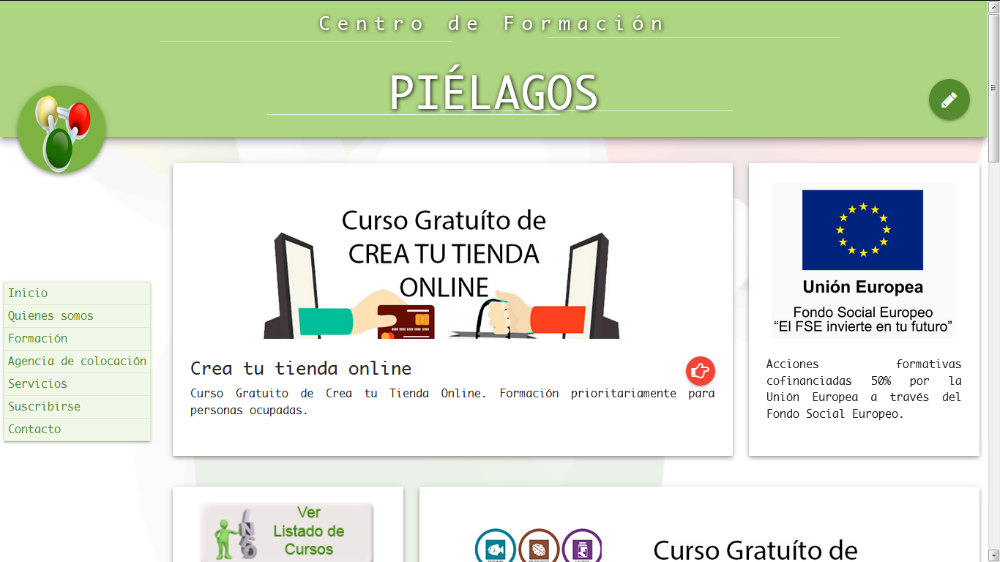 Centro de Formación
PIÉLAGOS
Inicio
Quienes somos
Formación
Agencia de colocación
Servicios
Suscribirse
Contacto
Curso Gratuíto de
CREA TU TIENDA
ONLINE
Crea tu tienda online
Curso Gratuito de Crea tu Tienda Online. Formación prioritariamente para
personas ocupadas.
Unión Europea
Fondo Social Europeo
“El FSE invierte en tu futuro”
Acciones formativas
cofinanciadas 50% por la
Unión Europea a través del
Fondo Social Europeo.
INFO
Ver
Listado de
Cursos
Curso Gratuíto de